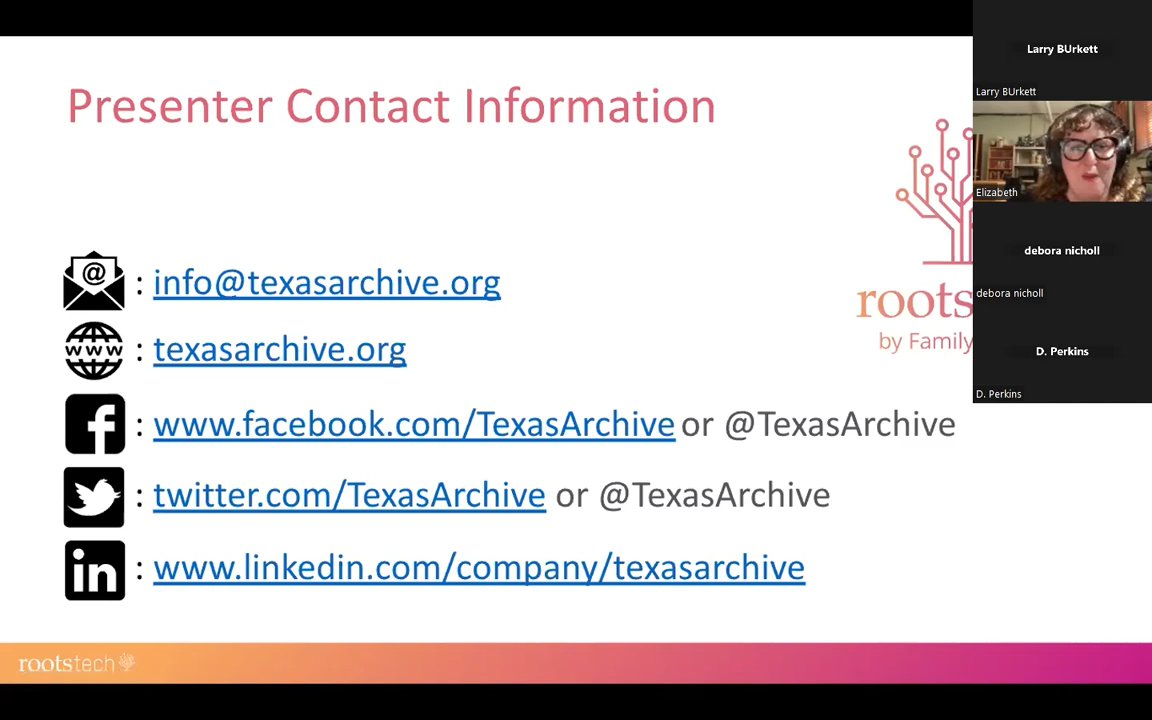 Presenter Contact Information
@
: info@texasarchive.org
www
: texasarchive.org
f
: www.facebook.com/TexasArchive or @TexasArchive
: twitter.com/TexasArchive or @TexasArchive
in
: www.linkedin.com/company/texasarchive
roots
by Family
rootstech
Larry BUrkett
Larry BUrkett
Elizabeth
debora nicholl
debora nicholl
D. Perkins
D. Perkins